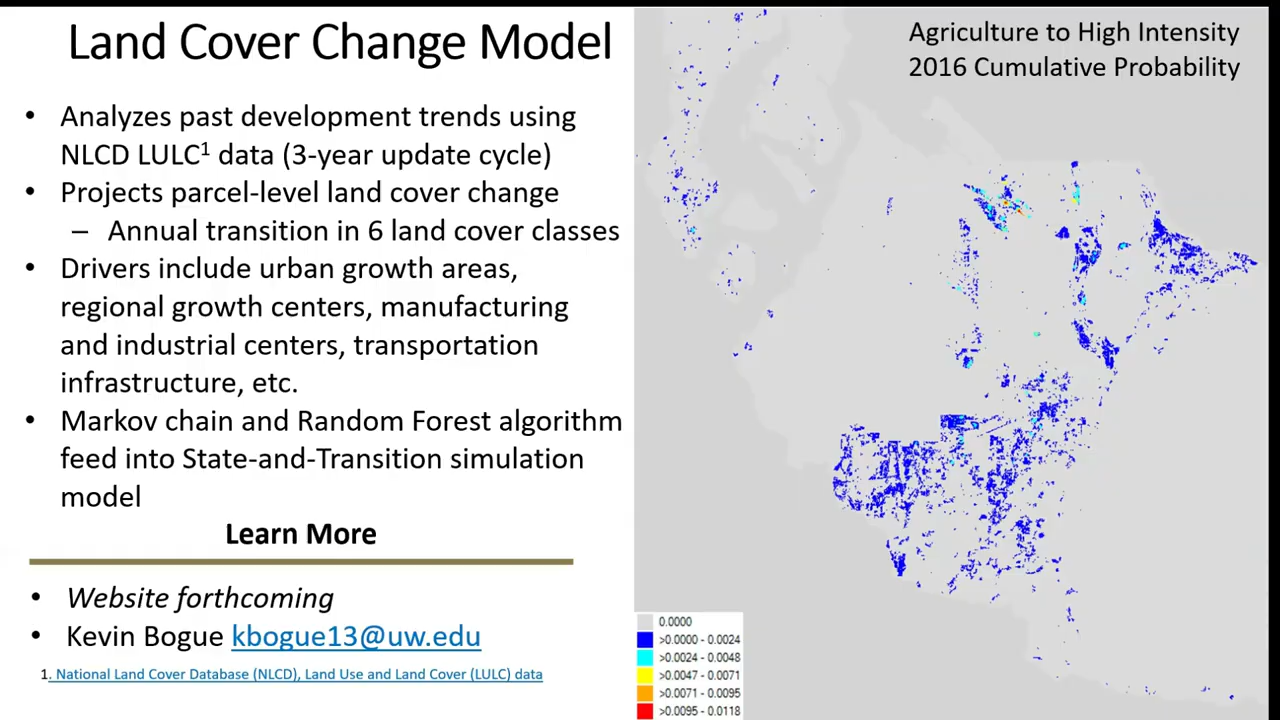 Land Cover Change Model
• Analyzes past development trends using
NLCD LULC¹ data (3-year update cycle)
• Projects parcel-level land cover change
– Annual transition in 6 land cover classes
• Drivers include urban growth areas,
regional growth centers, manufacturing
and industrial centers, transportation
infrastructure, etc.
• Markov chain and Random Forest algorithm
feed into State-and-Transition simulation
model
Learn More
• Website forthcoming
• Kevin Bogue kbogue13@uw.edu
1. National Land Cover Database (NLCD), Land Use and Land Cover (LULC) data
Agriculture to High Intensity
2016 Cumulative Probability
0.0000
>0.0000 - 0.0024
>0.0024 - 0.0048
>0.0047 - 0.0071
>0.0071 - 0.0095
>0.0095 - 0.0118